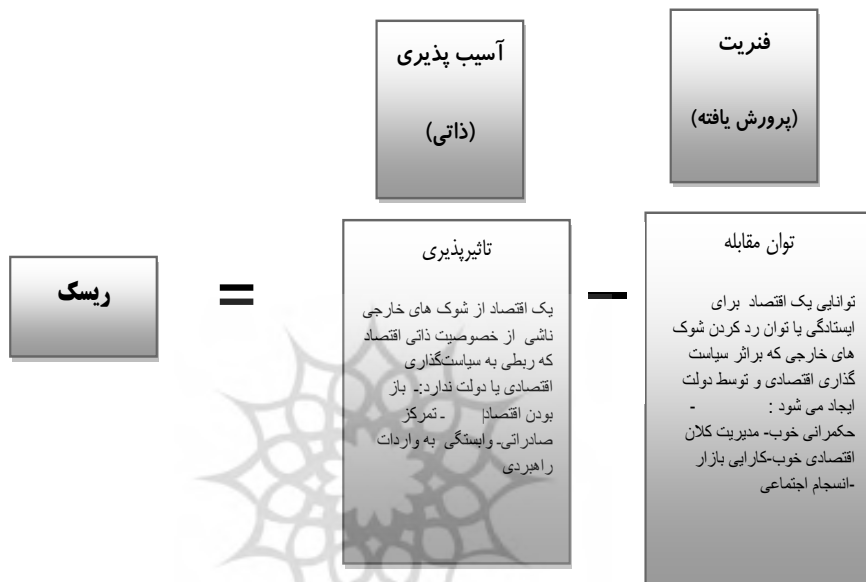 آسیب پذیری
(ذاتی)
فنریت
(پرورش یافته)
ریسک
=
تاثیرپذیری
یک اقتصاد از شوک های خارجی
ناشی از خصوصیت ذاتی اقتصاد
که ربطی به سیاست‌گذاری
اقتصادی یا دولت ندارد:ـ باز
بودن اقتصاد ـ تمرکز
صادراتی- وابستگی به واردات
راهبردی
–
توان مقابله
توانایی یک اقتصاد برای
ایستادگی یا توان رد کردن شوک
های خارجی که براثر سیاست
گذاری اقتصادی و توسط دولت
ایجاد می شود : -
حکمرانی خوب- مدیریت کلان
اقتصادی خوب-کارایی بازار
-انسجام اجتماعی